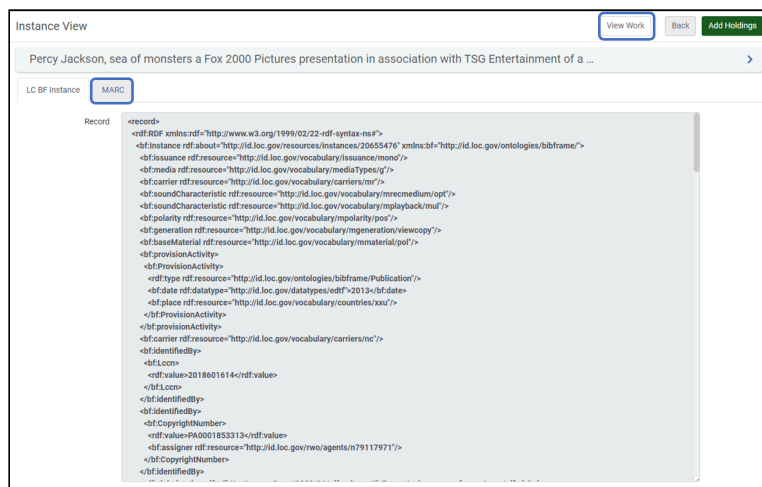 Instance View
View Work
Back
Add Holdings
Percy Jackson, sea of monsters a Fox 2000 Pictures presentation in association with TSG Entertainment of a ...
LC BF Instance
MARC
Record
<record>
<rdf:RDF xmlns:rdf="http://www.w3.org/1999/02/22-rdf-syntax-ns#">
<bf:Instance rdf:about="http://id.loc.gov/resources/instances/20655476" xmlns:bf="http://id.loc.gov/ontologies/bibframe/">
<bf:issuance rdf:resource="http://id.loc.gov/vocabulary/issuance/mono"/>
<bf:media rdf:resource="http://id.loc.gov/vocabulary/mediaTypes/g"/>
<bf:carrier rdf:resource="http://id.loc.gov/vocabulary/carriers/mr"/>
<bf:soundCharacteristic rdf:resource="http://id.loc.gov/vocabulary/mrecmedium/opt"/>
<bf:soundCharacteristic rdf:resource="http://id.loc.gov/vocabulary/mplayback/mul"/>
<bf:polarity rdf:resource="http://id.loc.gov/vocabulary/mpolarity/pos"/>
<bf:generation rdf:resource="http://id.loc.gov/vocabulary/mgeneration/viewcopy"/>
<bf:baseMaterial rdf:resource="http://id.loc.gov/vocabulary/mmaterial/pol"/>
<bf:provisionActivity>
<bf:ProvisionActivity>
<rdf:type rdf:resource="http://id.loc.gov/ontologies/bibframe/Publication"/>
<bf:date rdf:datatype="http://id.loc.gov/datatypes/edtf">2013</bf:date>
<bf:place rdf:resource="http://id.loc.gov/vocabulary/countries/xxu"/>
</bf:ProvisionActivity>
</bf:provisionActivity>
<bf:carrier rdf:resource="http://id.loc.gov/vocabulary/carriers/nc"/>
<bf:identifiedBy>
<bf:Lccn>
<rdf:value>2018601614</rdf:value>
</bf:Lccn>
</bf:identifiedBy>
<bf:identifiedBy>
<bf:CopyrightNumber>
<rdf:value>PA0001853313</rdf:value>
<bf:assigner rdf:resource="http://id.loc.gov/rwo/agents/n79117971"/>
</bf:CopyrightNumber>
</bf:identifiedBy>